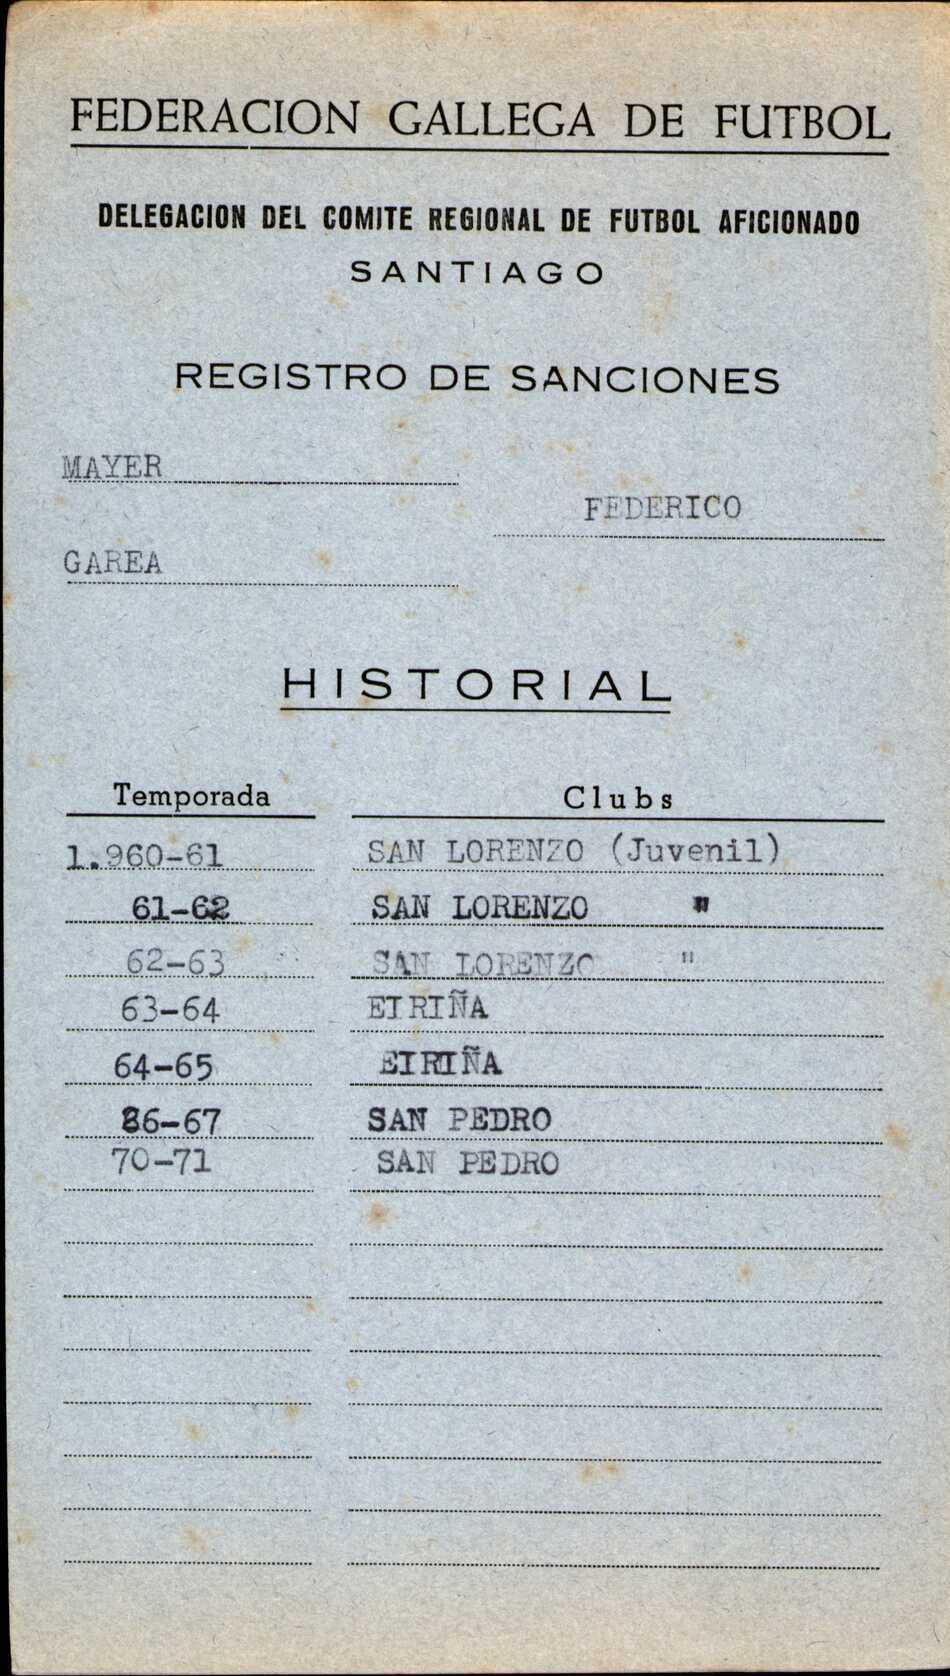 FEDERACION GALLEGA DE FUTBOL
DELEGACION DEL COMITE REGIONAL DE FUTBOL AFICIONADO
SANTIAGO
REGISTRO DE SANCIONES
MAYER
FEDERICO
GAREA
HISTORIAL
Temporada Clubs
1.960-61 SAN LORENZO (Juvenil)
61-62 SAN LORENZO "
62-63 SAN LORENZO "
63-64 EIRIÑA
64-65 EIRIÑA
66-67 SAN PEDRO
70-71 SAN PEDRO